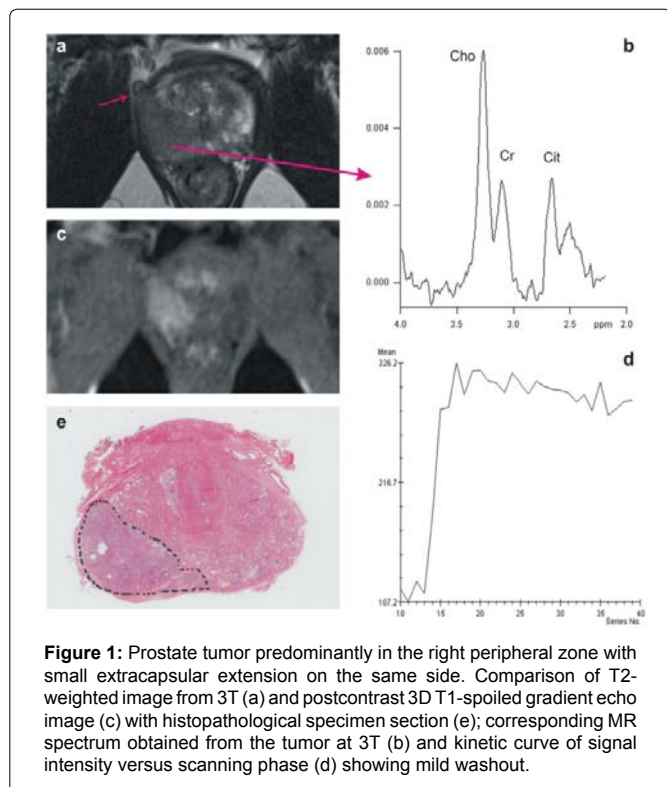 a
b
0.006
0.004
0.002
0.000
Cho
Cr
Cit
4.0 3.5 3.0 2.5 ppm 2.0
c
d
Mean
326.2
216.7
107.2
10 15 20 25 30 35 40
Series No.
e
Figure 1: Prostate tumor predominantly in the right peripheral zone with
small extracapsular extension on the same side. Comparison of T2-
weighted image from 3T (a) and postcontrast 3D T1-spoiled gradient echo
image (c) with histopathological specimen section (e); corresponding MR
spectrum obtained from the tumor at 3T (b) and kinetic curve of signal
intensity versus scanning phase (d) showing mild washout.